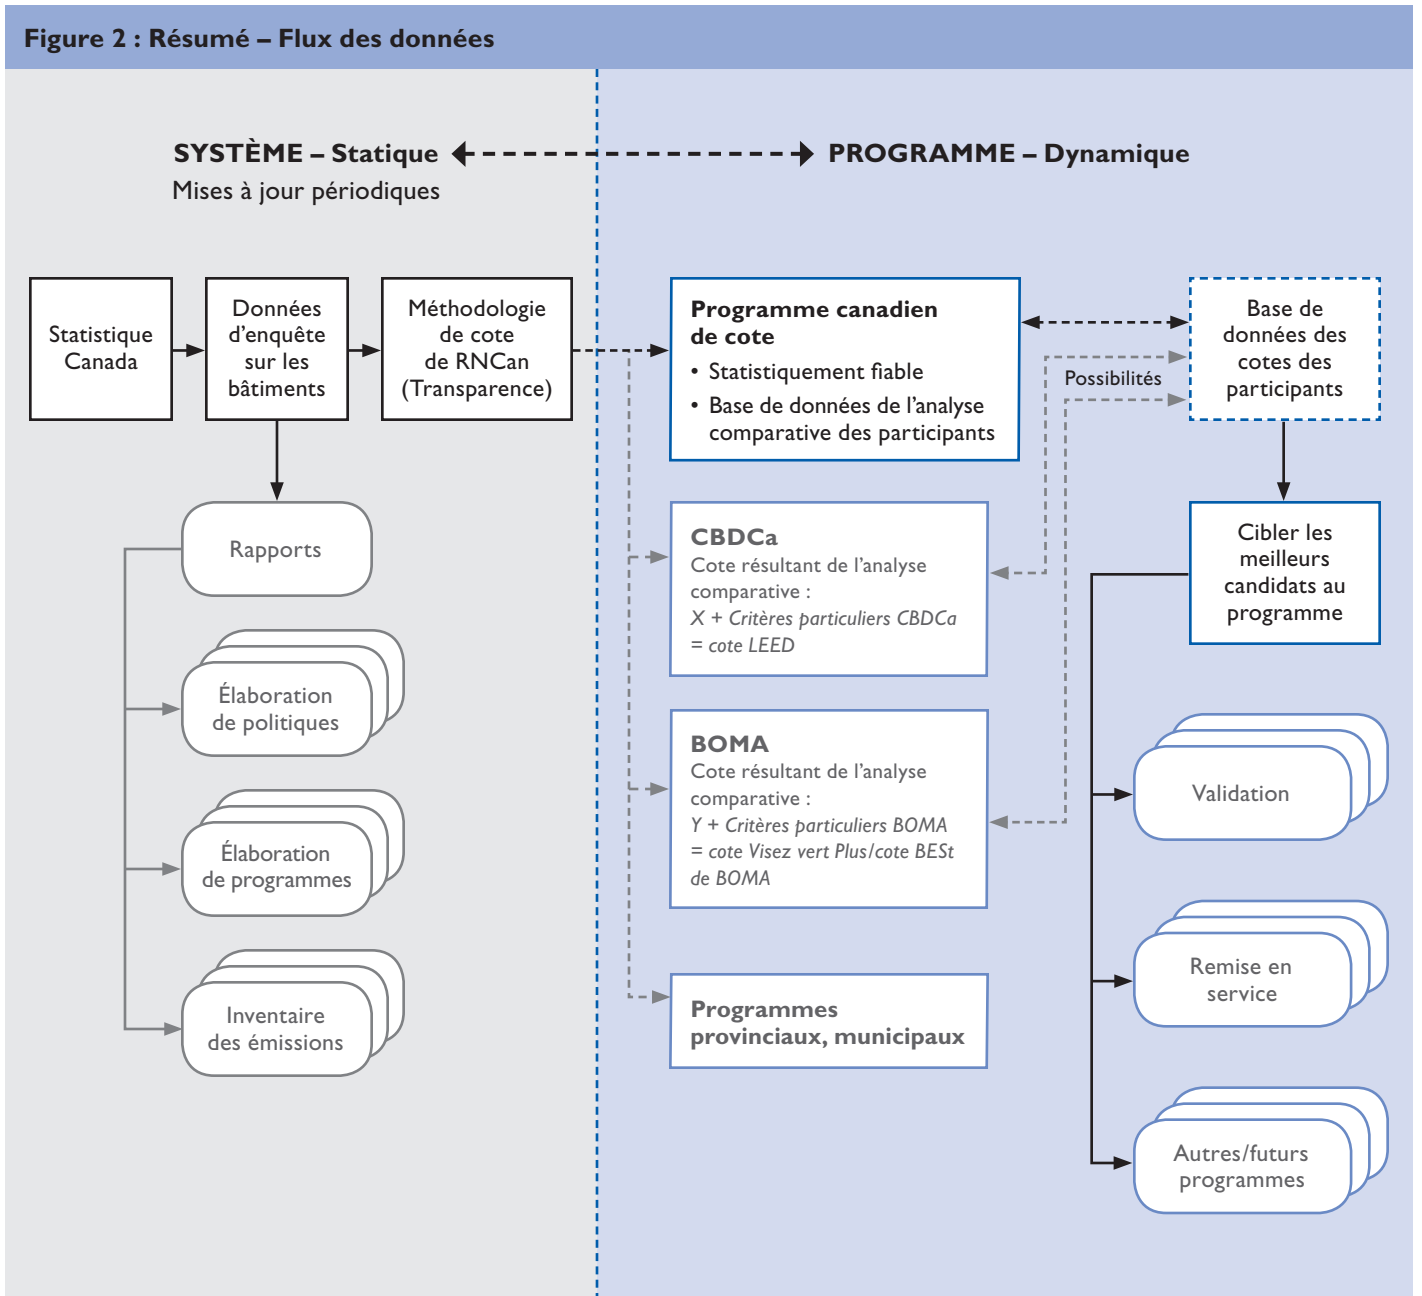 Figure 2 : Résumé – Flux des données
SYSTÈME – Statique
Mises à jour périodiques
PROGRAMME – Dynamique
Statistique
Canada
Données
d’enquête
sur les
bâtiments
Méthodologie
de cote
de RNCan
(Transparence)
Programme canadien
de cote
• Statistiquement fiable
• Base de données de l’analyse
comparative des participants
Possibilités
Base de
données des
cotes des
participants
Rapports
Élaboration
de politiques
Élaboration
de programmes
Inventaire
des émissions
CBDCa
Cote résultant de l’analyse
comparative :
X + Critères particuliers CBDCa
= cote LEED
BOMA
Cote résultant de l’analyse
comparative :
Y + Critères particuliers BOMA
= cote Visez vert Plus/cote BESt
de BOMA
Programmes
provinciaux, municipaux
Cibler les
meilleurs
candidats au
programme
Validation
Remise en
service
Autres/futurs
programmes